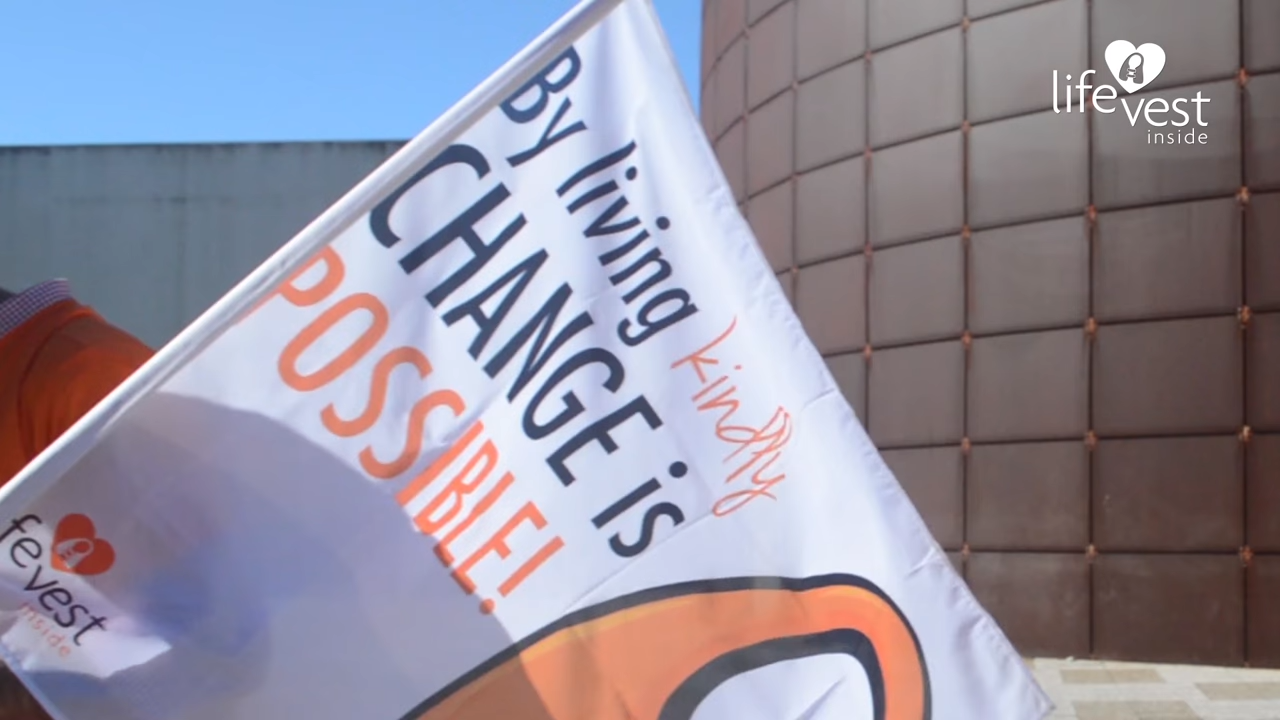 By living kindly
CHANGE is
POSSIBLE!
fevest
inside
lifevest
inside